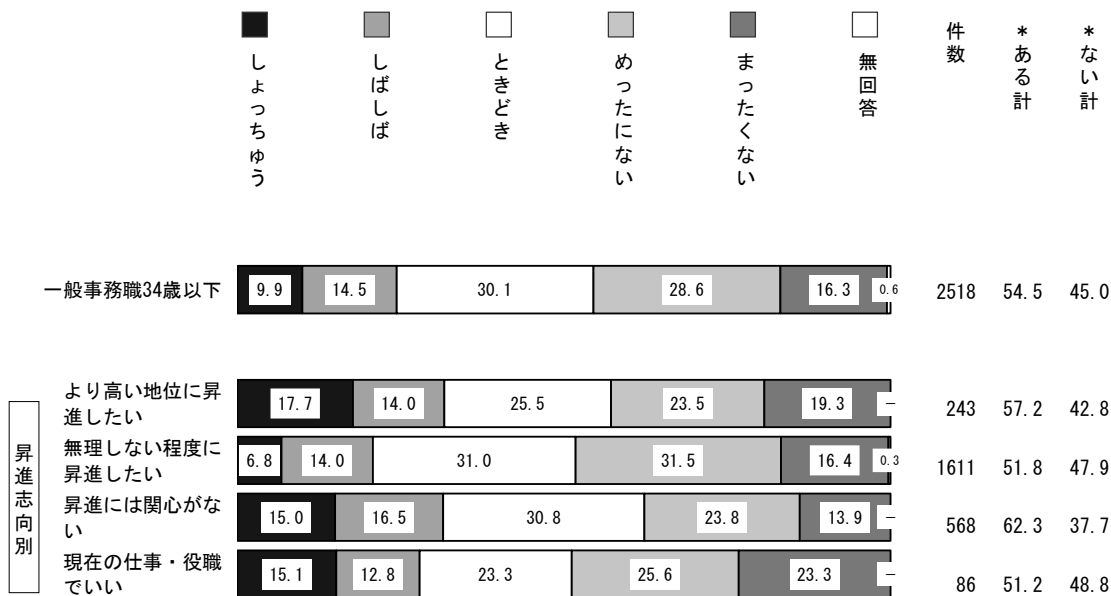 しょっちゅう
しばしば
ときどき
めったにない
まったくない
無回答
件数
*ある計
*ない計
一般事務職34歳以下 9.9 14.5 30.1 28.6 16.3 0.6 2518 54.5 45.0
昇進志向別
より高い地位に昇
進したい
17.7 14.0 25.5 23.5 19.3 - 243 57.2 42.8
無理しない程度に
昇進したい
6.8 14.0 31.0 31.5 16.4 0.3 1611 51.8 47.9
昇進には関心がな
い
15.0 16.5 30.8 23.8 13.9 - 568 62.3 37.7
現在の仕事・役職
でいい
15.1 12.8 23.3 25.6 23.3 - 86 51.2 48.8